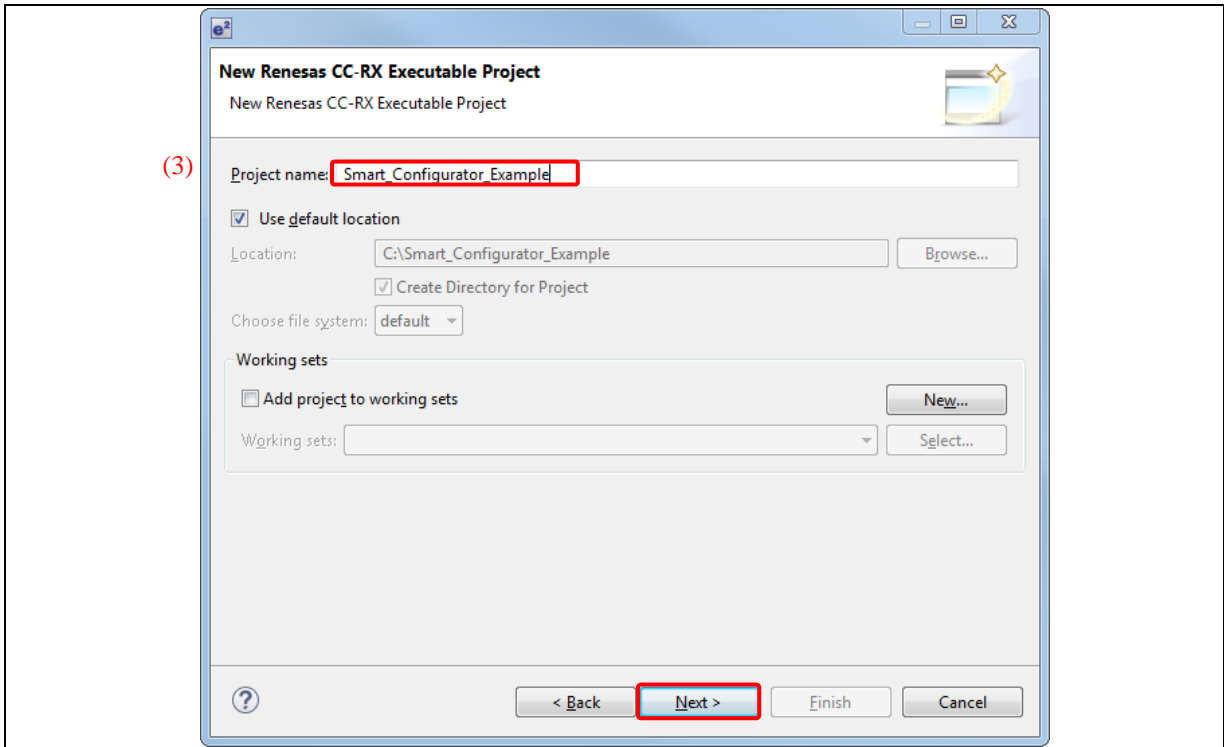 e²
New Renesas CC-RX Executable Project
New Renesas CC-RX Executable Project
(3)
Project name: Smart_Configurator_Example
Use default location
Location: C:\Smart_Configurator_Example Browse...
Create Directory for Project
Choose file system: default
Working sets
Add project to working sets New...
Working sets: Select...
? < Back Next > Finish Cancel